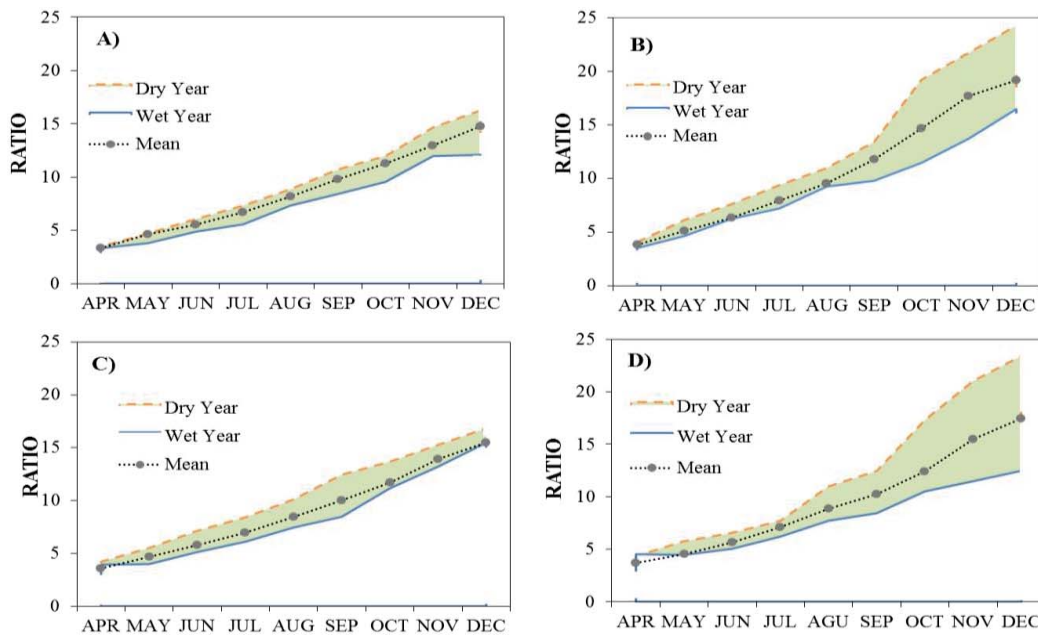 A)
25
20
15
10
5
0
RATIO
Dry Year
Wet Year
Mean
APR MAY JUN JUL AUG SEP OCT NOV DEC
B)
25
20
15
10
5
0
RATIO
Dry Year
Wet Year
Mean
APR MAY JUN JUL AUG SEP OCT NOV DEC
C)
25
20
15
10
5
0
RATIO
Dry Year
Wet Year
Mean
APR MAY JUN JUL AUG SEP OCT NOV DEC
D)
25
20
15
10
5
0
RATIO
Dry Year
Wet Year
Mean
APR MAY JUN JUL AGU SEP OCT NOV DEC